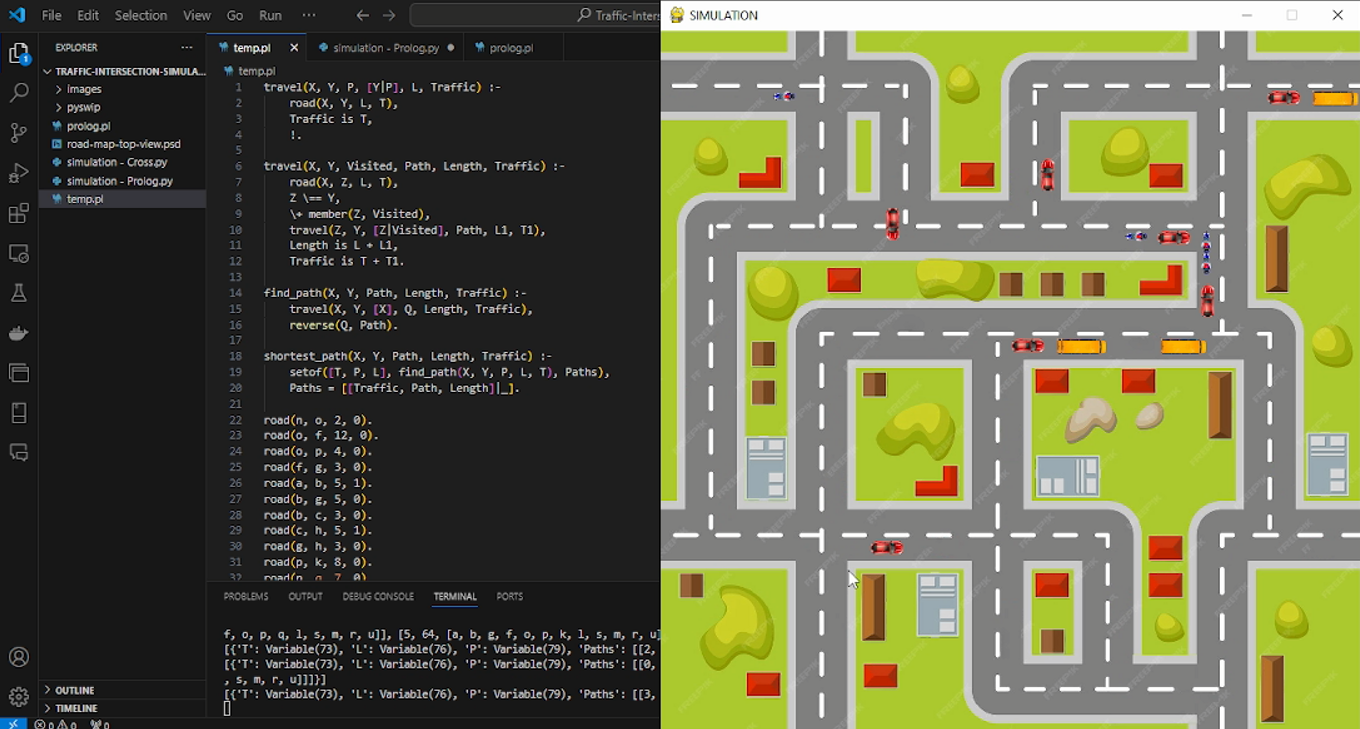 File Edit Selection View Go Run ··· Traffic-Inters
SIMULATION
EXPLORER
TRAFFIC-INTERSECTION-SIMULA...
images
pyswip
prolog.pl
road-map-top-view.psd
simulation - Cross.py
simulation - Prolog.py
temp.pl
OUTLINE
TIMELINE
temp.pl simulation - Prolog.py prolog.pl
temp.pl
1 travel(X, Y, P, [Y|P], L, Traffic) :-
2 road(X, Y, L, T),
3 Traffic is T,
4 !.
5
6 travel(X, Y, Visited, Path, Length, Traffic) :-
7 road(X, Z, L, T),
8 Z \== Y,
9 \+ member(Z, Visited),
10 travel(Z, Y, [Z|Visited], Path, L1, T1),
11 Length is L + L1,
12 Traffic is T + T1.
13
14 find_path(X, Y, Path, Length, Traffic) :-
15 travel(X, Y, [X], Q, Length, Traffic),
16 reverse(Q, Path).
17
18 shortest_path(X, Y, Path, Length, Traffic) :-
19 setof([T, P, L], find_path(X, Y, P, L, T), Paths),
20 Paths = [[Traffic, Path, Length]|_].
21
22 road(n, o, 2, 0).
23 road(o, f, 12, 0).
24 road(o, p, 4, 0).
25 road(f, g, 3, 0).
26 road(a, b, 5, 1).
27 road(b, g, 5, 0).
28 road(b, c, 3, 0).
29 road(c, h, 5, 1).
30 road(g, h, 3, 0).
31 road(p, k, 8, 0).
32 road(p, q, 7, 0)
PROBLEMS OUTPUT DEBUG CONSOLE TERMINAL PORTS
f, o, p, q, l, s, m, r, u]], [5, 64, [a, b, g, f, o, p, k, l, s, m, r, u]
[{'T': Variable(73), 'L': Variable(76), 'P': Variable(79), 'Paths': [[2,
[{'T': Variable(73), 'L': Variable(76), 'P': Variable(79), 'Paths': [[0,
, s, m, r, u]]]}]
[{'T': Variable(73), 'L': Variable(76), 'P': Variable(79), 'Paths': [[3,
0 0 0